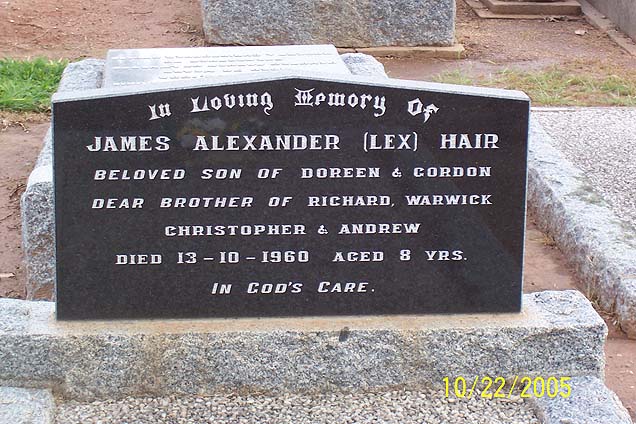 In Loving Memory Of
JAMES ALEXANDER (LEX) HAIR
BELOVED SON OF DOREEN & GORDON
DEAR BROTHER OF RICHARD, WARWICK
CHRISTOPHER & ANDREW
DIED 13-10-1960 AGED 8 YRS.
IN GOD'S CARE.
10/22/2005